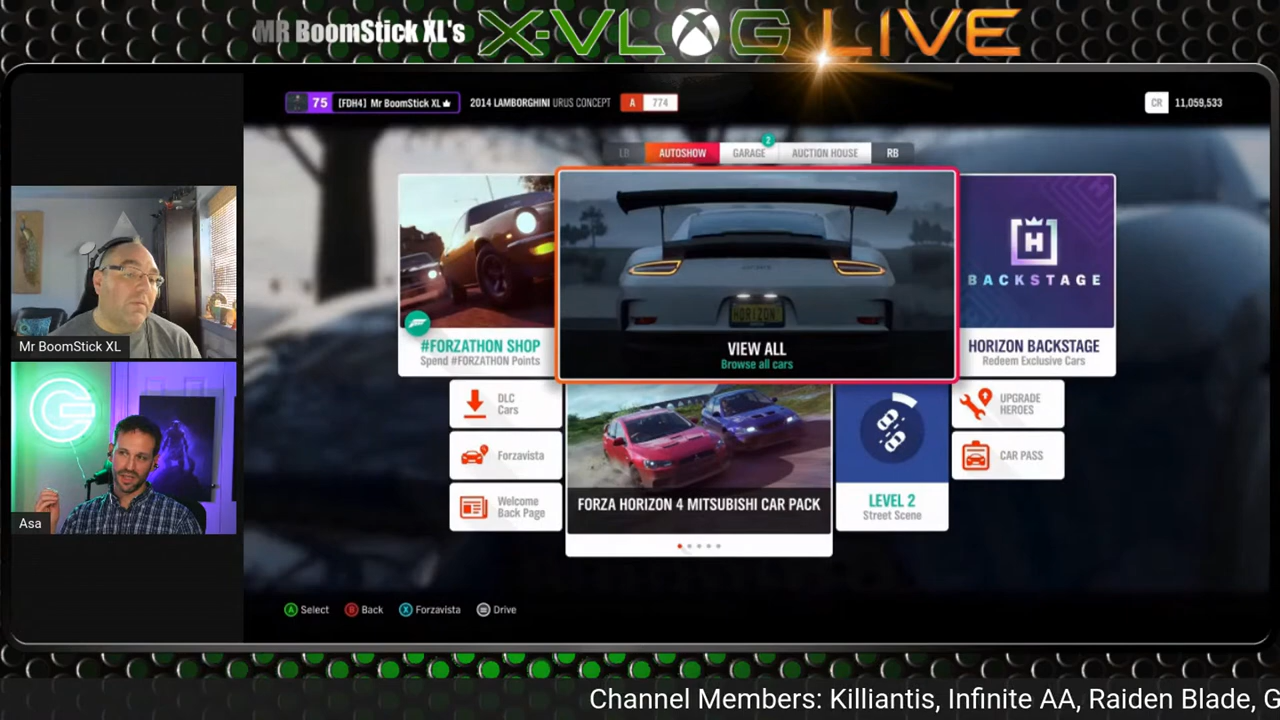 MR BoomStick XL's X-VLOG LIVE
75 [FDH4] Mr BoomStick XL 2014 LAMBORGHINI URUS CONCEPT A 774 CR 11,059,533
LB AUTOSHOW GARAGE 2 AUCTION HOUSE RB
HORIZON
H
BACKSTAGE
#FORZATHON SHOP
Spend #FORZATHON Points
VIEW ALL
Browse all cars
HORIZON BACKSTAGE
Redeem Exclusive Cars
Mr BoomStick XL
DLC
Cars
Forzavista
Welcome
Back Page
FORZA HORIZON 4 MITSUBISHI CAR PACK
LEVEL 2
Street Scene
UPGRADE
HEROES
CAR PASS
Asa
A Select B Back X Forzavista Drive
Channel Members: Killiantis, Infinite AA, Raiden Blade, G